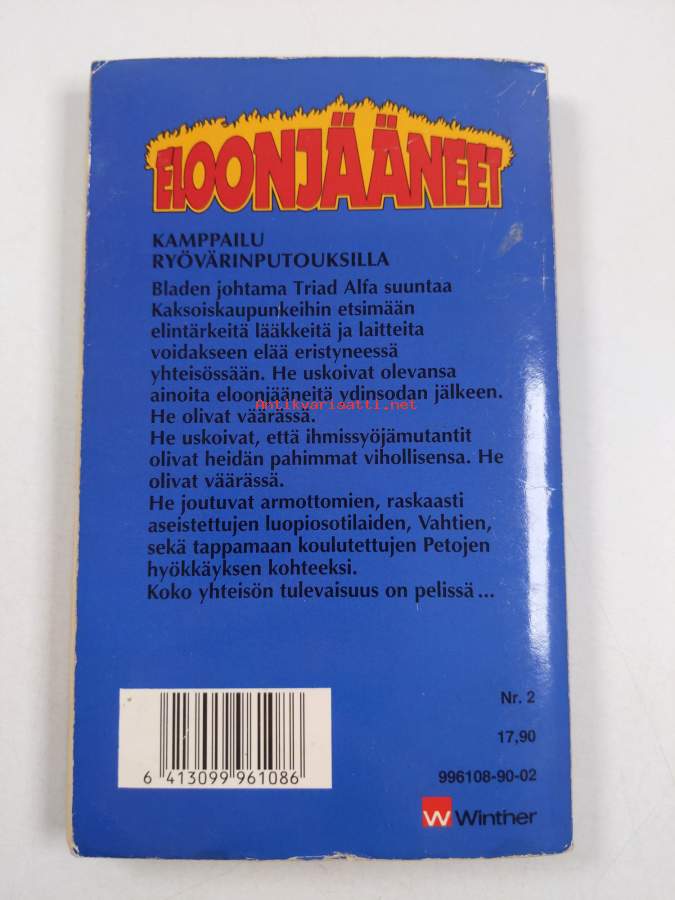 ELOONJÄÄNEET
KAMPPAILU
RYÖVÄRINPUTOUKSILLA
Bladen johtama Triad Alfa suuntaa
Kaksoiskaupunkeihin etsimään
elintärkeitä lääkkeitä ja laitteita
voidakseen elää eristyneessä
yhteisössään. He uskoivat olevansa
ainoita eloonjääneitä ydinsodan jälkeen.
Antikvariaatti.net
He olivat väärässä.
He uskoivat, että ihmissyöjämutantit
olivat heidän pahimmat vihollisensa. He
olivat väärässä.
He joutuvat armottomien, raskaasti
aseistettujen luopiosotilaiden, Vahtien,
sekä tappamaan koulutettujen Petojen
hyökkäyksen kohteeksi.
Koko yhteisön tulevaisuus on pelissä ...
Nr. 2
17,90
6 413099 961086
996108-90-02
W Winther